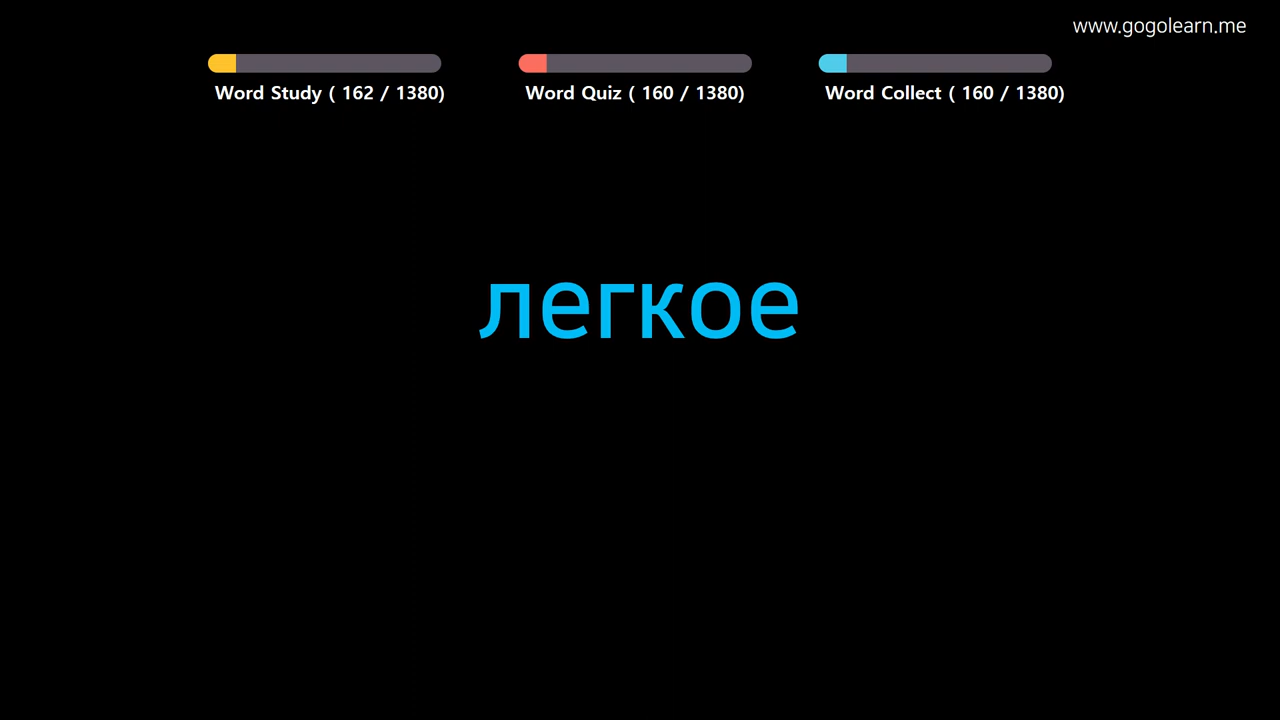 www.gogolearn.me
Word Study ( 162 / 1380)
Word Quiz ( 160 / 1380)
Word Collect ( 160 / 1380)
легкое